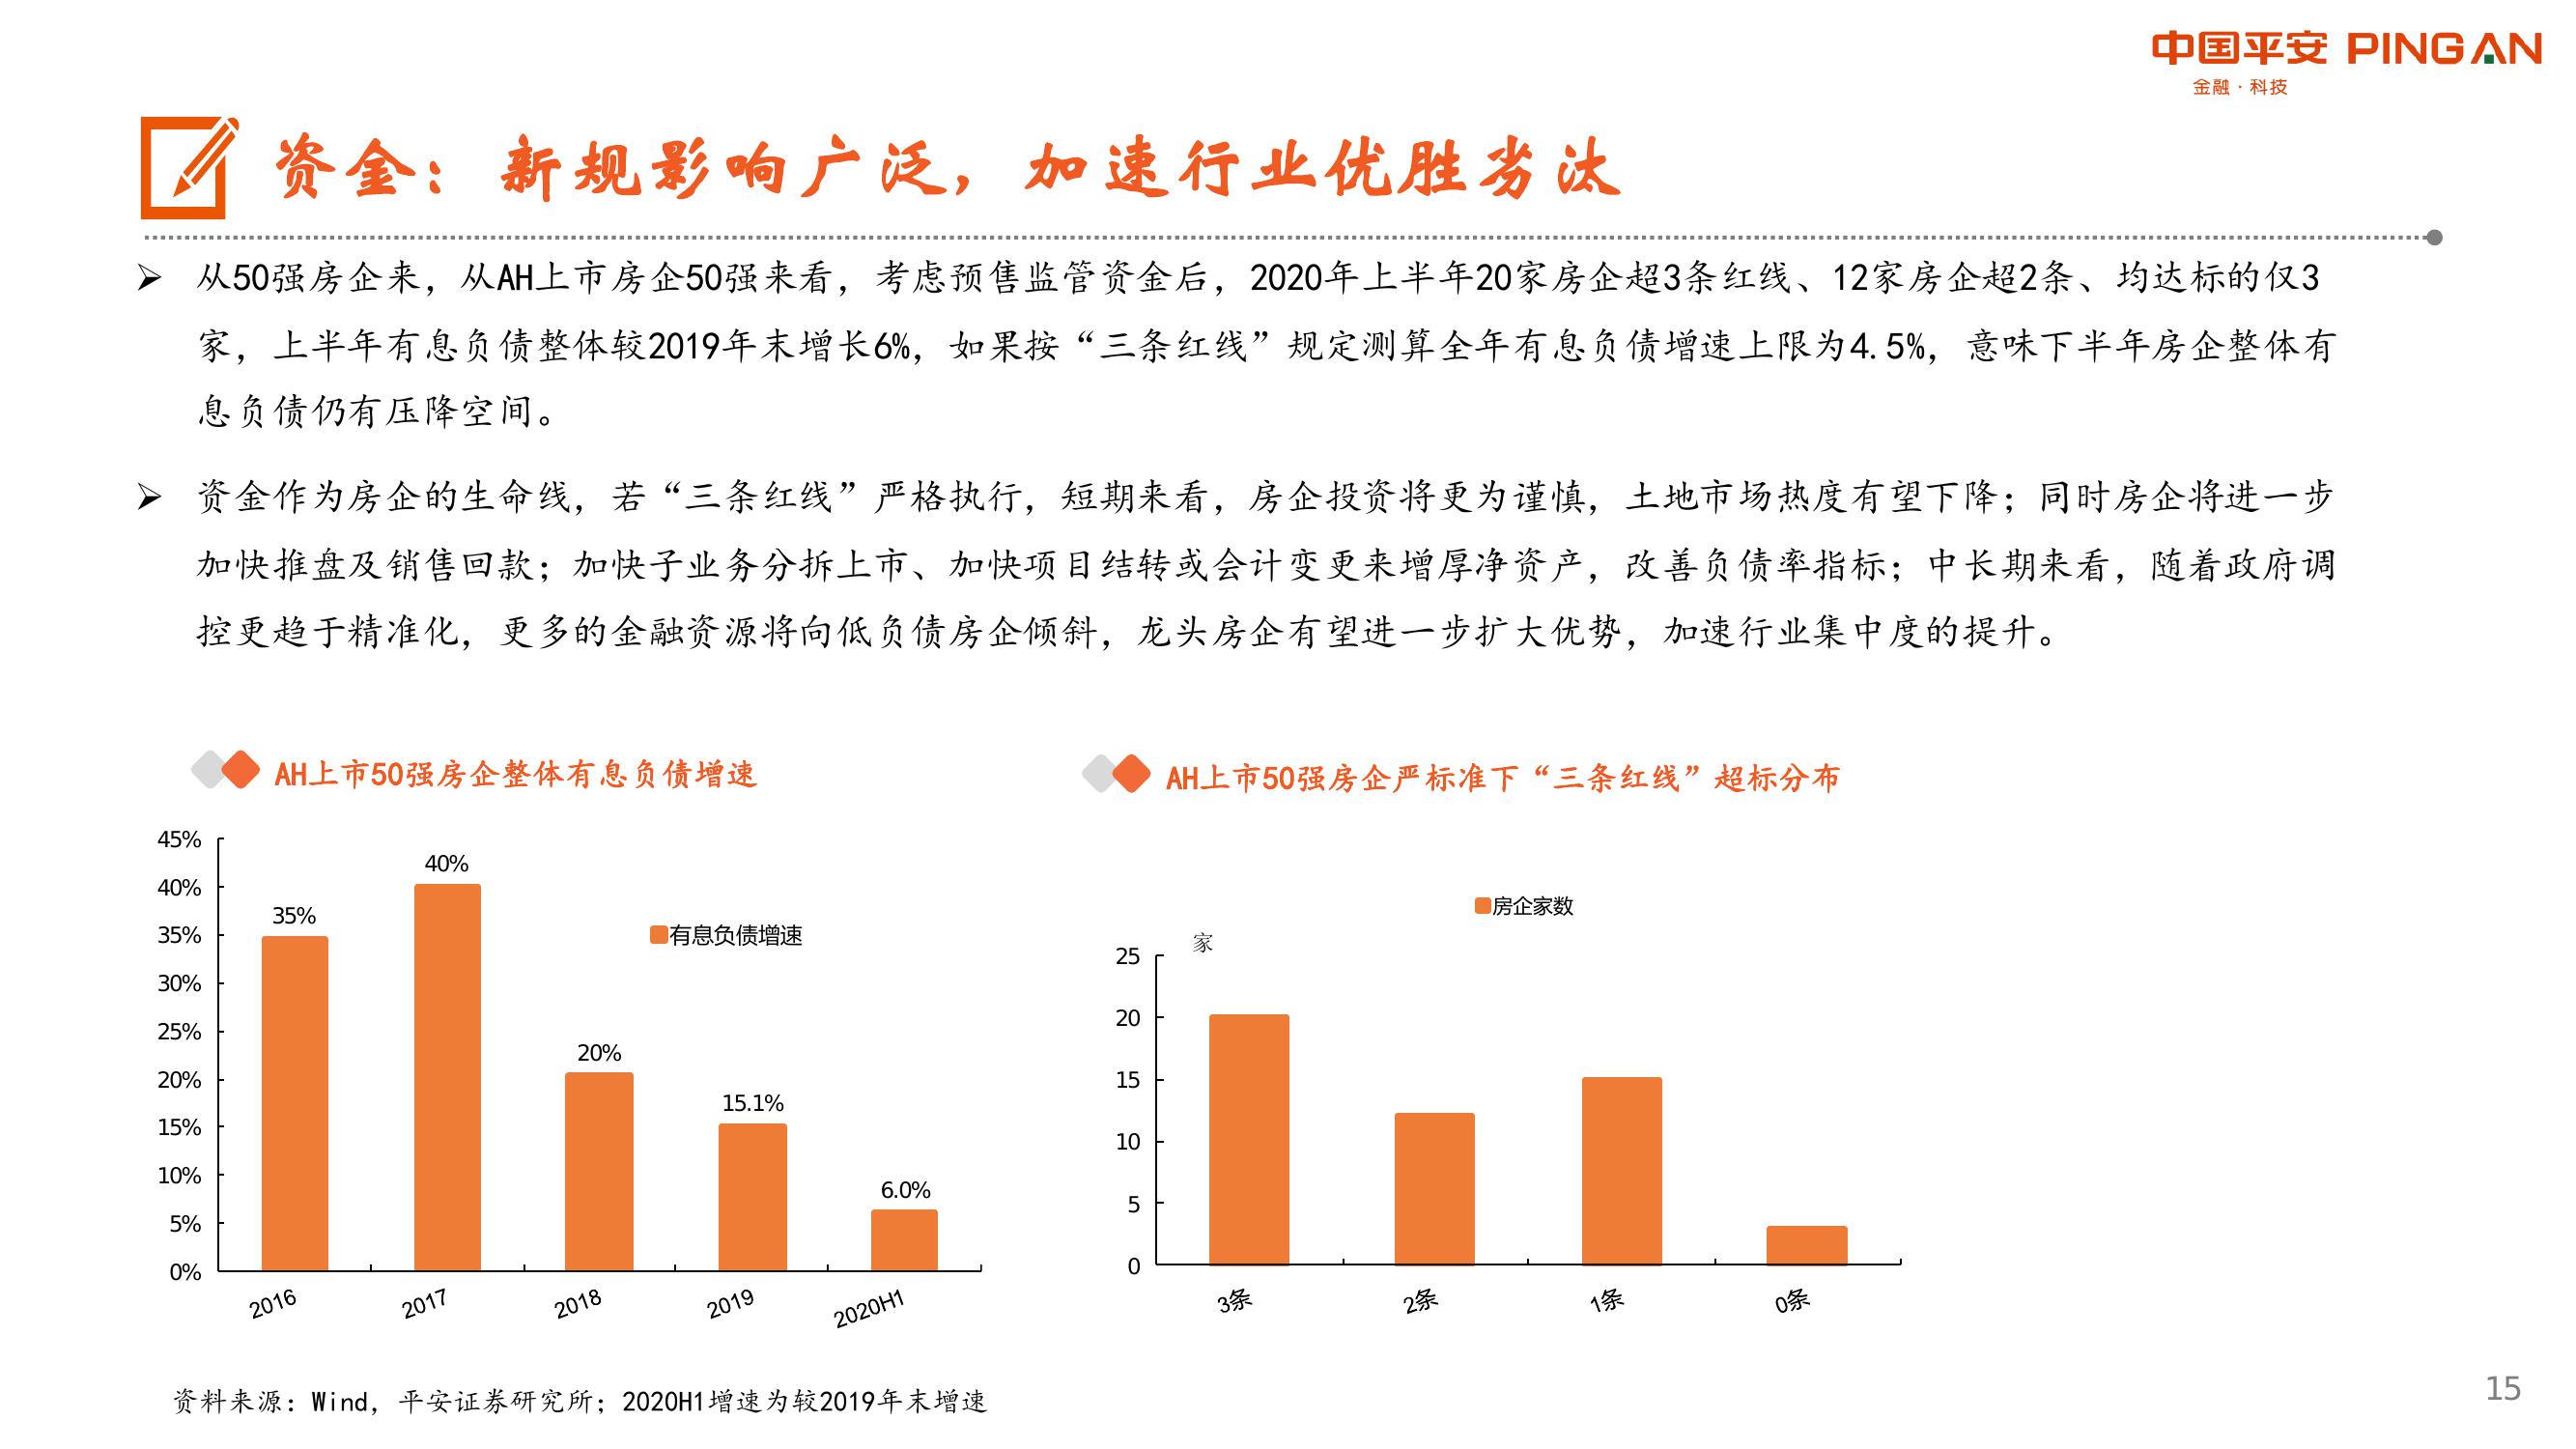 中国平安 PINGAN
金融·科技
资金：新规影响广泛，加速行业优胜劣汰
从50强房企来，从AH上市房企50强来看，考虑预售监管资金后，2020年上半年20家房企超3条红线、12家房企超2条、均达标的仅3
家，上半年有息负债整体较2019年末增长6%，如果按“三条红线”规定测算全年有息负债增速上限为4.5%，意味下半年房企整体有
息负债仍有压降空间。
资金作为房企的生命线，若“三条红线”严格执行，短期来看，房企投资将更为谨慎，土地市场热度有望下降；同时房企将进一步
加快推盘及销售回款；加快子业务分拆上市、加快项目结转或会计变更来增厚净资产，改善负债率指标；中长期来看，随着政府调
控更趋于精准化，更多的金融资源将向低负债房企倾斜，龙头房企有望进一步扩大优势，加速行业集中度的提升。
AH上市50强房企整体有息负债增速
45%
40%
35%
30%
25%
20%
15%
10%
5%
0%
35%
40%
20%
15.1%
6.0%
有息负债增速
2016
2017
2018
2019
2020H1
AH上市50强房企严标准下“三条红线”超标分布
房企家数
家
25
20
15
10
5
0
3条
2条
1条
0条
资料来源：Wind，平安证券研究所；2020H1增速为较2019年末增速
15